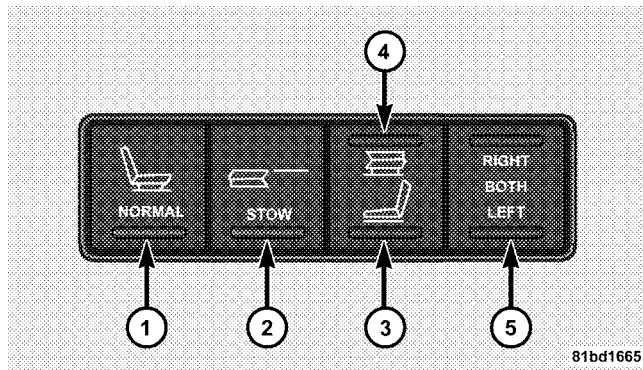 4
RIGHT
BOTH
NORMAL
STOW
LEFT
1
2
3
5
81bd1665